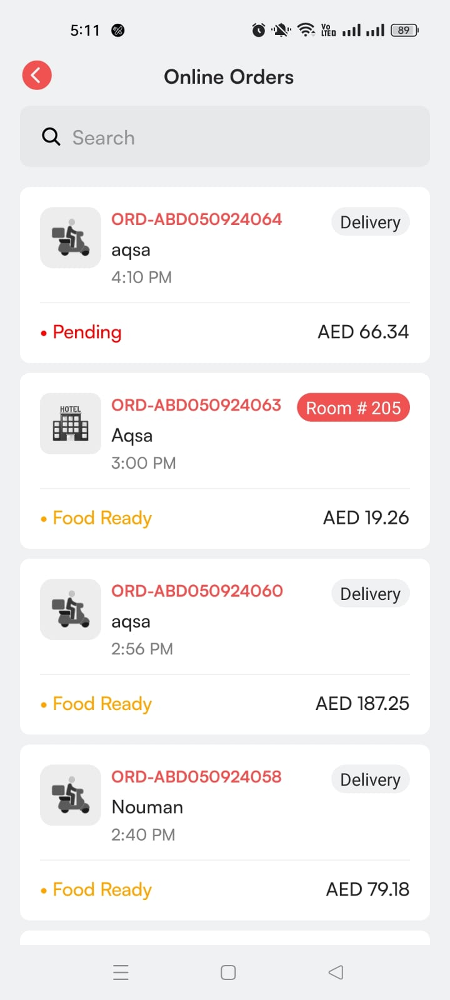 5:11
Vo
LTED
89
Online Orders
Search
ORD-ABD050924064
Delivery
aqsa
4:10 PM
• Pending
AED 66.34
HOTEL
ORD-ABD050924063
Room # 205
Aqsa
3:00 PM
• Food Ready
AED 19.26
ORD-ABD050924060
Delivery
aqsa
2:56 PM
• Food Ready
AED 187.25
ORD-ABD050924058
Delivery
Nouman
2:40 PM
• Food Ready
AED 79.18